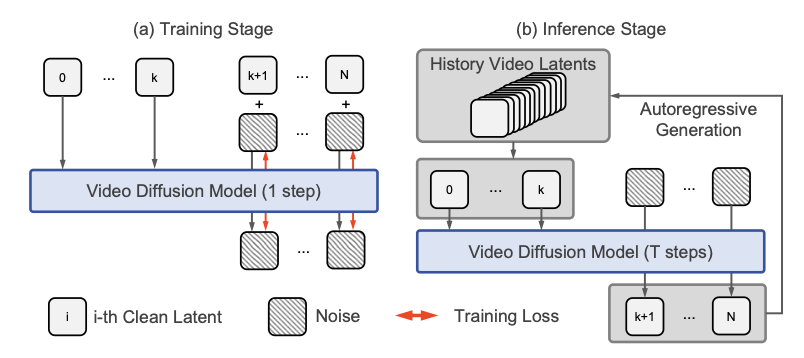 (a) Training Stage
0 ... k
k+1 ... N
+ +
...
Video Diffusion Model (1 step)
...
(b) Inference Stage
History Video Latents
Autoregressive
Generation
0 ... k
...
Video Diffusion Model (T steps)
k+1 ... N
i i-th Clean Latent
Noise
Training Loss